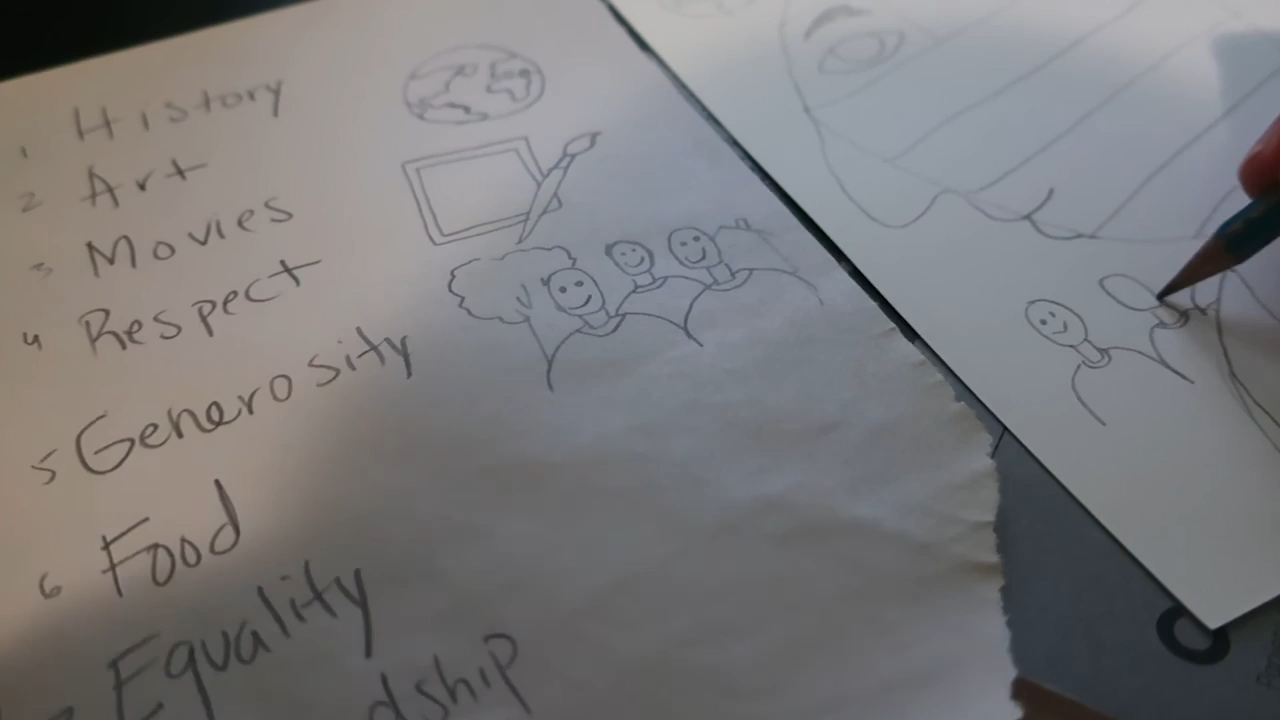 1 History
2 Art
3 Movies
4 Respect
5 Generosity
6 Food
Equality
dship